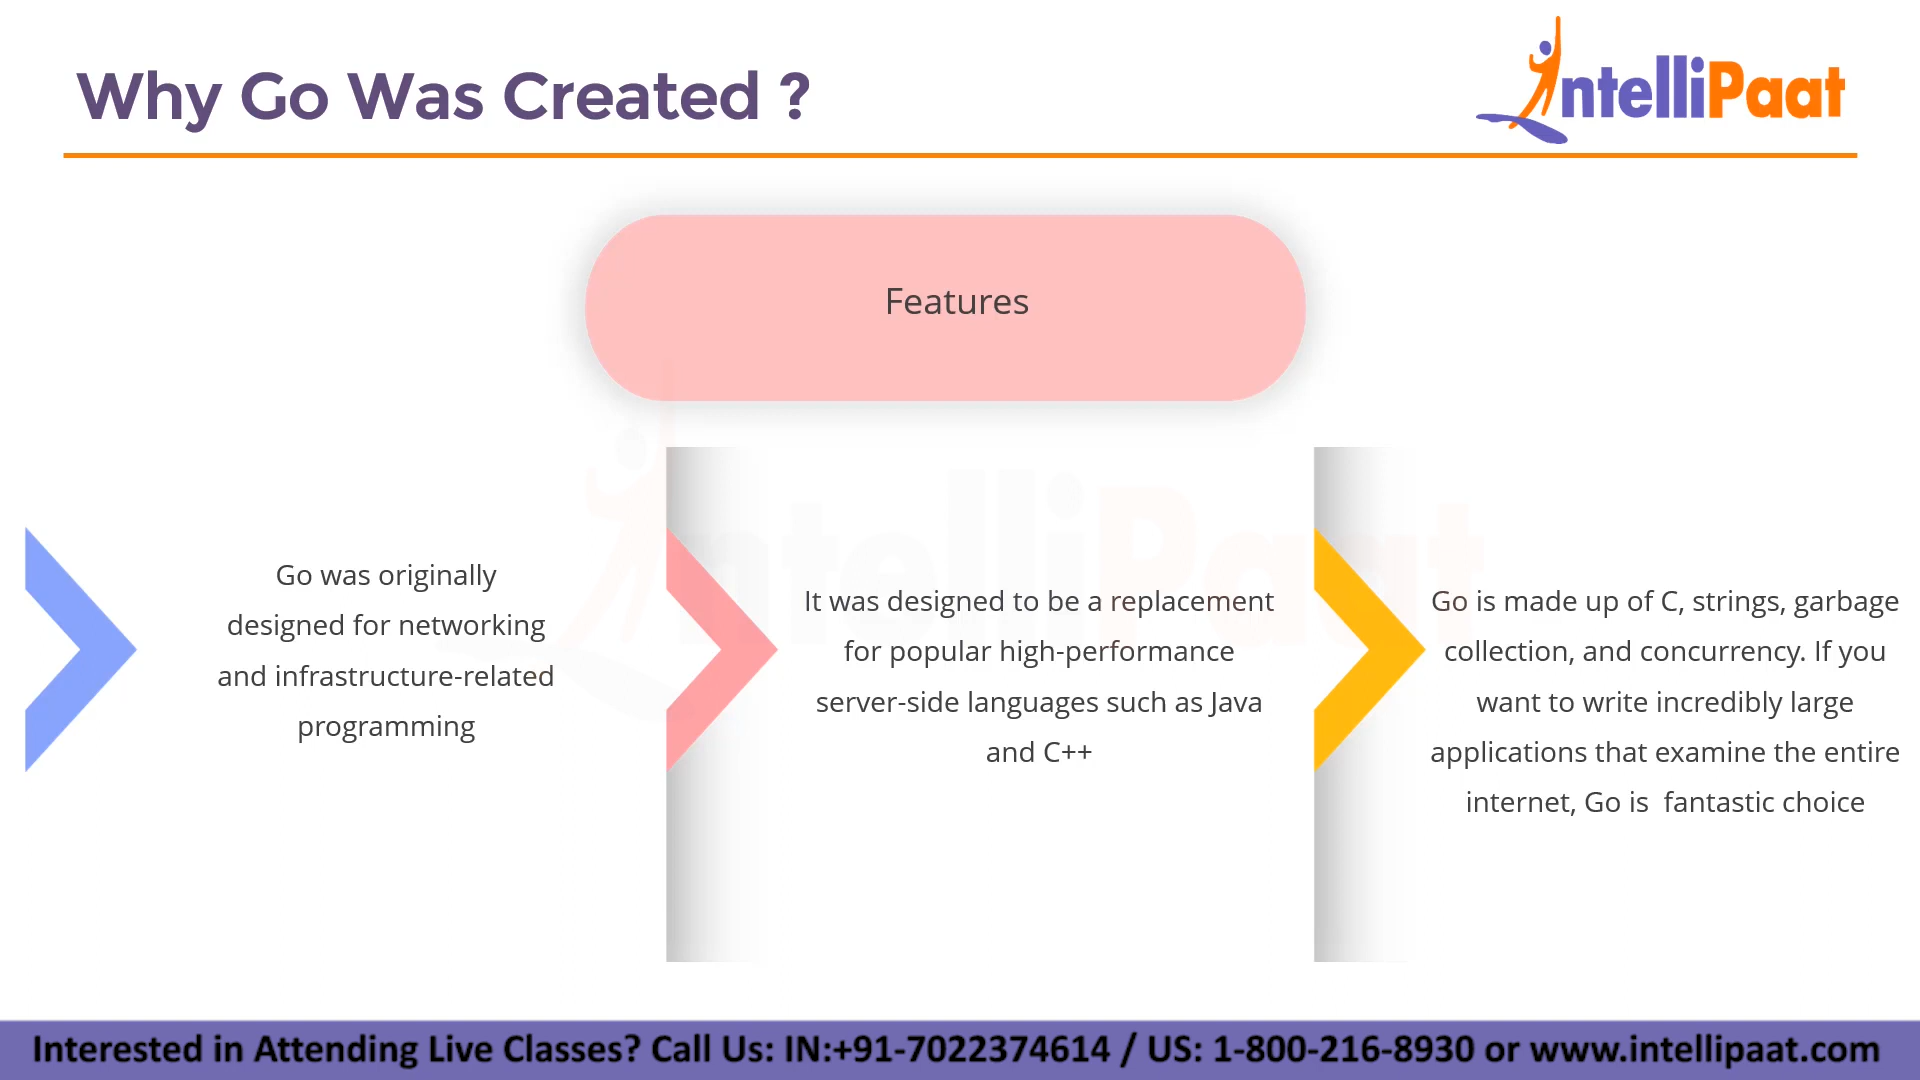 Why Go Was Created ?
IntelliPaat
Features
Go was originally
designed for networking
and infrastructure-related
programming
It was designed to be a replacement
for popular high-performance
server-side languages such as Java
and C++
Go is made up of C, strings, garbage
collection, and concurrency. If you
want to write incredibly large
applications that examine the entire
internet, Go is  fantastic choice
IntelliPaat
Interested in Attending Live Classes? Call Us: IN:+91-7022374614 / US: 1-800-216-8930 or www.intellipaat.com